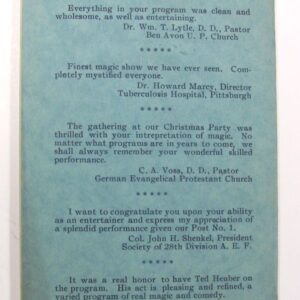 Everything in your program was clean and
wholesome, as well as entertaining.
Dr. Wm. T. Lytle, D. D., Pastor
Ben Avon U. P. Church
*****
Finest magic show we have ever seen. Com-
pletely mystified everyone.
Dr. Howard Marcy, Director
Tuberculosis Hospital, Pittsburgh
*****
The gathering at our Christmas Party was
thrilled with your intrepretation of magic. No
matter what programs are in years to come, we
shall always remember your wonderful skilled
performance.
C. A. Voss, D. D., Pastor
German Evangelical Protestant Church
*****
I want to congratulate you upon your ability
as an entertainer and express my appreciation of
a splendid performance given our Post No. 1.
Col. John H. Shenkel, President
Society of 28th Division A. E. F.
*****
It was a real honor to have Ted Heuber on
the program. His act is pleasing and refined, a
varied program of real magic and comedy.